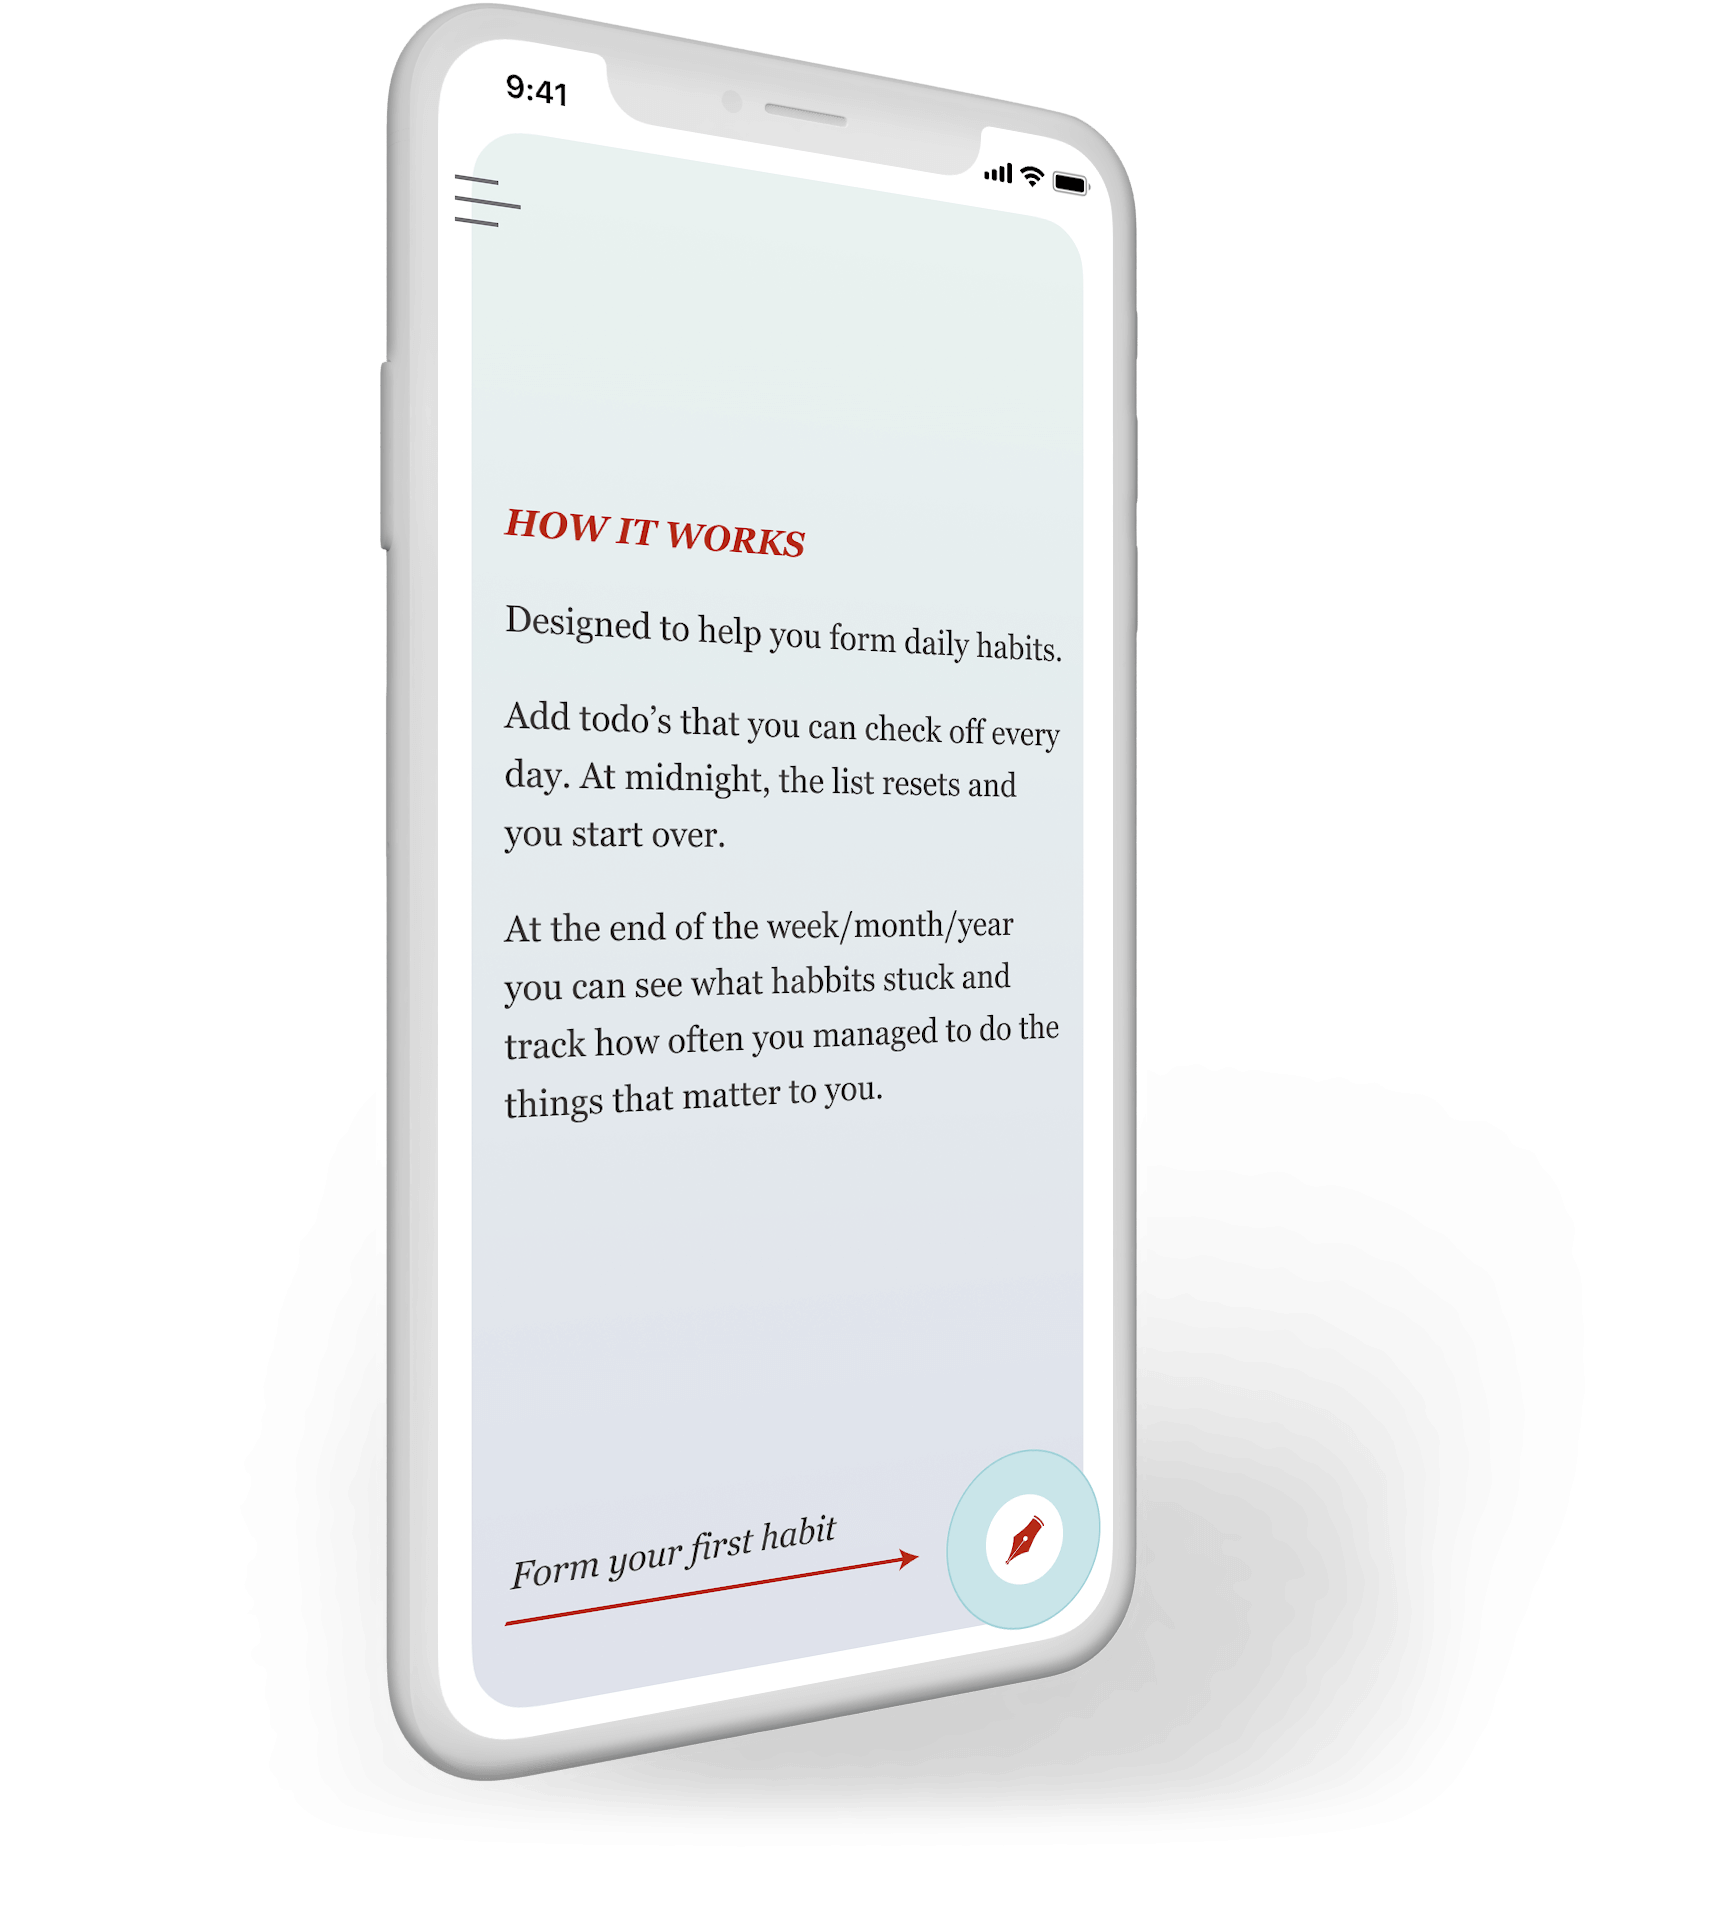 9:41
HOW IT WORKS
Designed to help you form daily habits.
Add todo’s that you can check off every
day. At midnight, the list resets and
you start over.
At the end of the week/month/year
you can see what habbits stuck and
track how often you managed to do the
things that matter to you.
Form your first habit